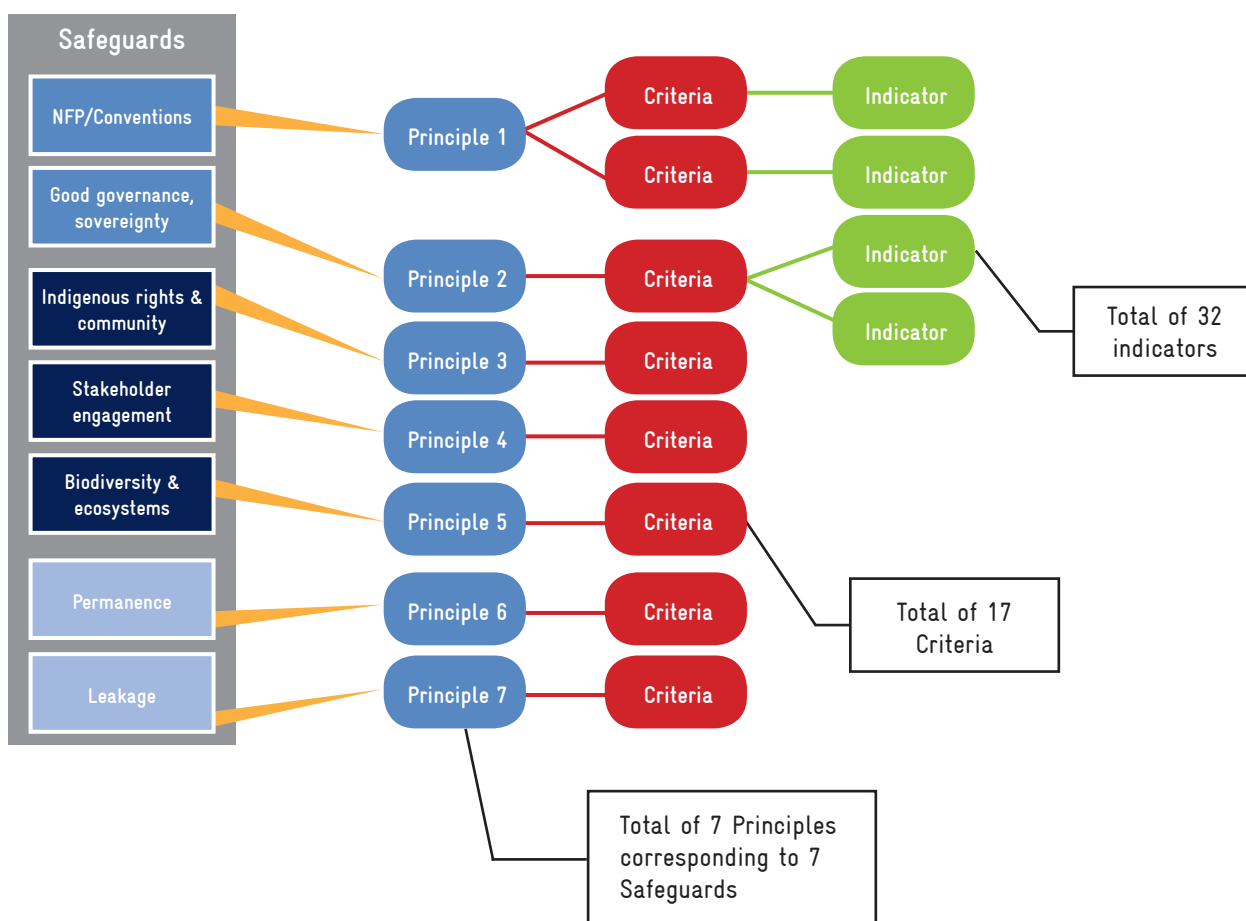 Safeguards
NFP/Conventions
Good governance,
sovereignty
Indigenous rights &
community
Stakeholder
engagement
Biodiversity &
ecosystems
Permanence
Leakage
Principle 1
Principle 2
Principle 3
Principle 4
Principle 5
Principle 6
Principle 7
Criteria
Criteria
Criteria
Criteria
Criteria
Criteria
Criteria
Criteria
Indicator
Indicator
Indicator
Indicator
Total of 32
indicators
Total of 17
Criteria
Total of 7 Principles
corresponding to 7
Safeguards